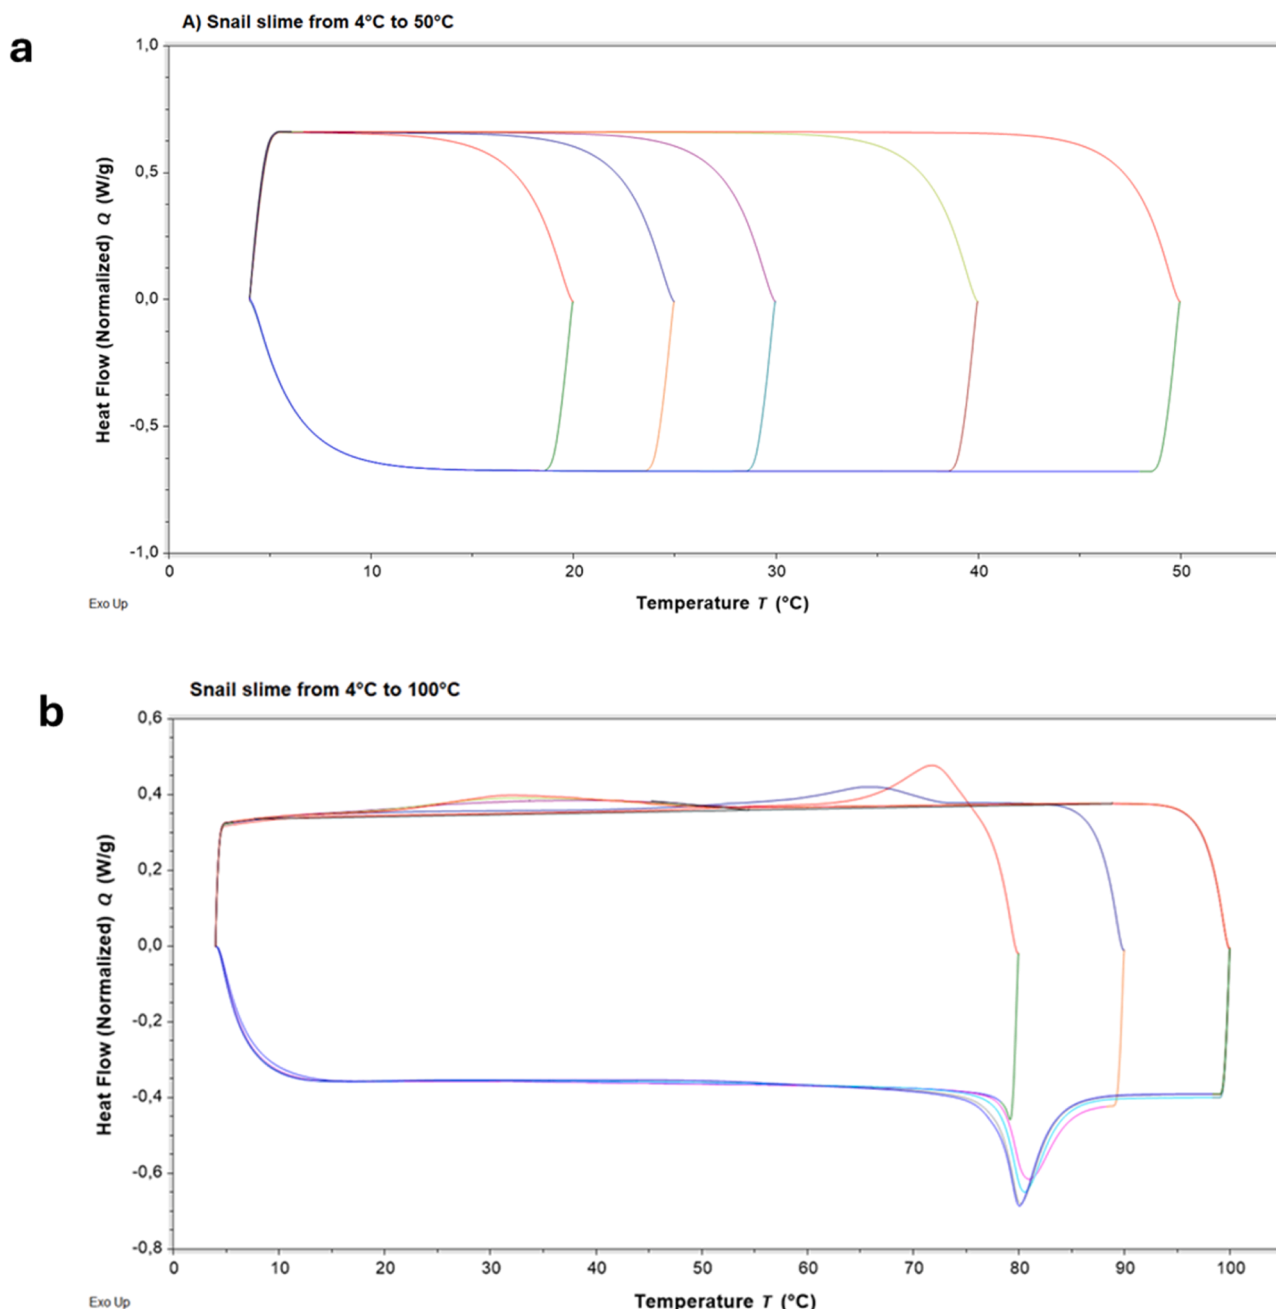 A) Snail slime from 4°C to 50°C
a
1,0
0,5
0,0
-0,5
-1,0
Heat Flow (Normalized) Q (W/g)
0 10 20 30 40 50
Exo Up
Temperature T (°C)
Snail slime from 4°C to 100°C
b
0,6
0,4
0,2
0,0
-0,2
-0,4
-0,6
-0,8
Heat Flow (Normalized) Q (W/g)
0 10 20 30 40 50 60 70 80 90 100
Exo Up
Temperature T (°C)